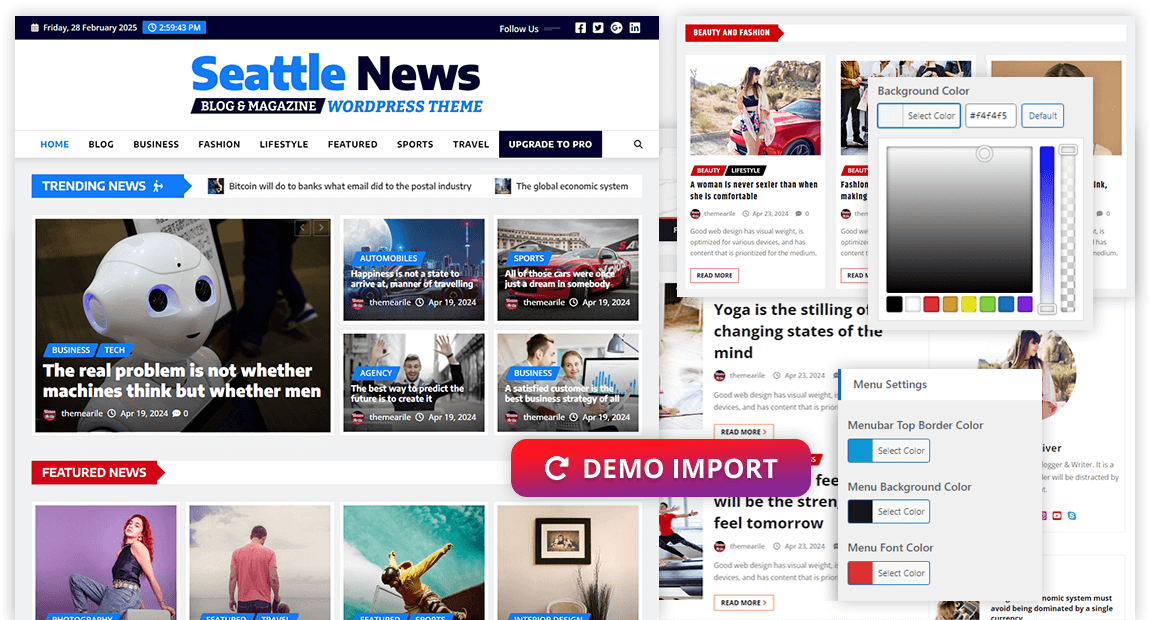 Friday, 28 February 2025
2:59:43 PM
Follow Us
Seattle News
BLOG & MAGAZINE WORDPRESS THEME
HOME BLOG BUSINESS FASHION LIFESTYLE FEATURED SPORTS TRAVEL UPGRADE TO PRO
TRENDING NEWS
Bitcoin will do to banks what email did to the postal industry
The global economic system
BUSINESS TECH
The real problem is not whether
machines think but whether men
themearile Apr 19, 2024 0
AUTOMOBILES
Happiness is not a state to
arrive at, manner of travelling
themearile Apr 19, 2024
SPORTS
All of those cars were once
just a dream in somebody
themearile Apr 19, 2024
AGENCY
The best way to predict the
future is to create it
themearile Apr 19, 2024
BUSINESS
A satisfied customer is the
best business strategy of all
themearile Apr 19, 2024
FEATURED NEWS
PHOTOGRAPHY
FEATURED TRAVEL
FEATURED SPORTS
INTERIOR DESIGN
DEMO IMPORT
BEAUTY AND FASHION
BEAUTY LIFESTYLE
A woman is never sexier than when
she is comfortable
themearile Apr 23, 2024 0
Good web design has visual weight, is
optimized for various devices, and has
content that is prioritized for the medium.
READ MORE
BEAUTY
Fashion
making
Good web
optimized
content
READ M
ink,
0
medium.
Background Color
Select Color
#f4f4f5
Default
Yoga is the stilling of
changing states of the
mind
themearile Apr 23, 2024
Good web design has visual weight, is
devices, and has content that is prior
READ MORE
feel
will be the stren
feel tomorrow
themearile Apr 23, 2024
Good web design has visual weight, is
devices, and has content that is prior
READ MORE
Menu Settings
Menubar Top Border Color
Select Color
Menu Background Color
Select Color
Menu Font Color
Select Color
iver
logger & Writer. It is a
der will be distracted by
nomic system must
avoid being dominated by a single
currency